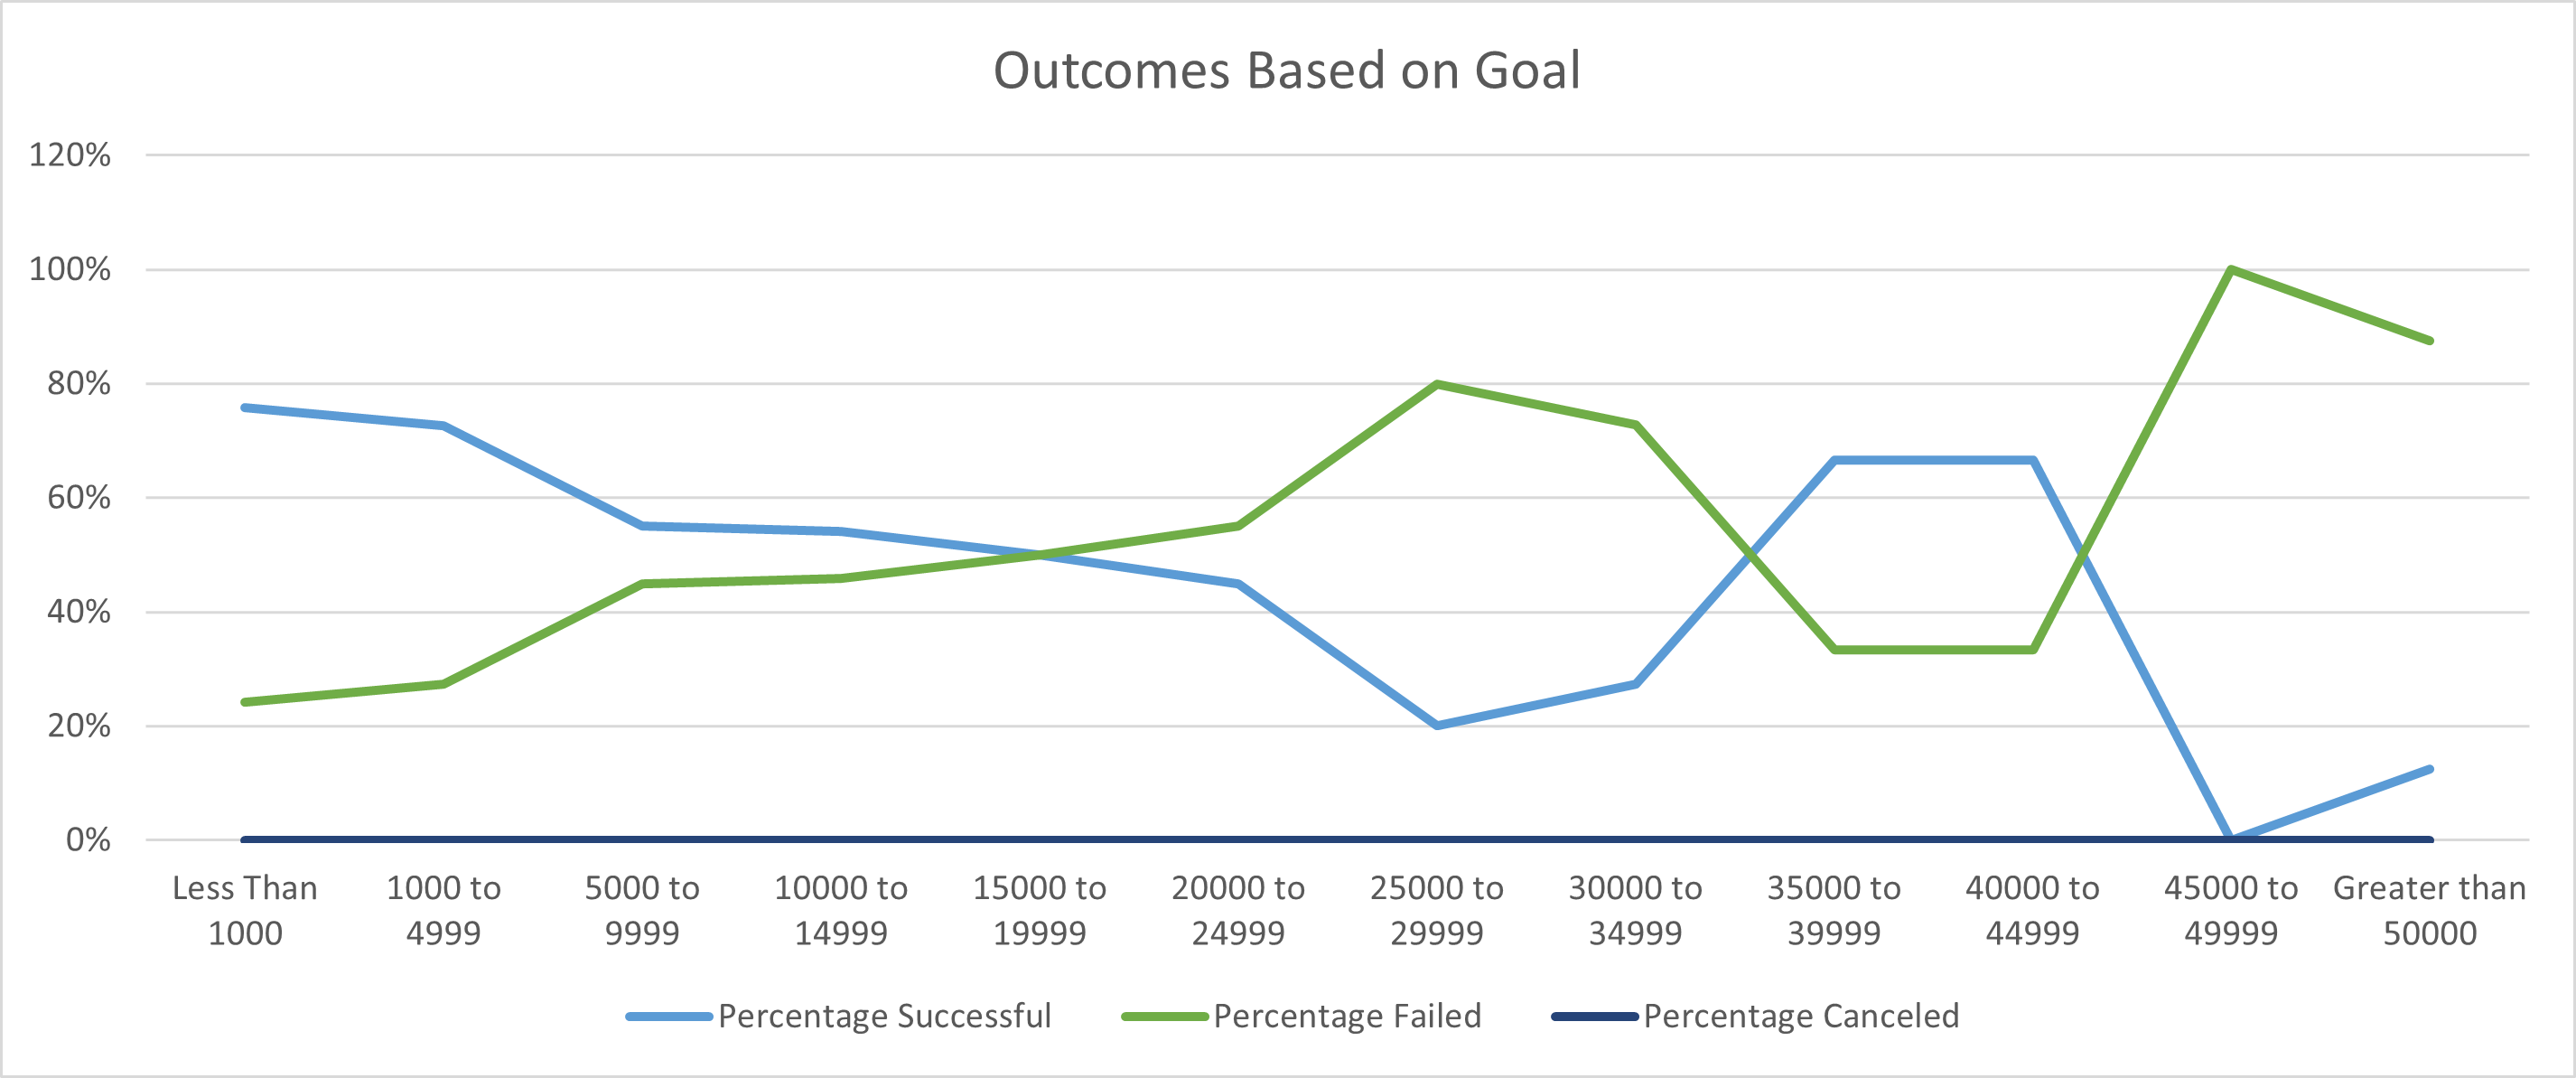 Outcomes Based on Goal
120%
100%
80%
60%
40%
20%
0%
Less Than 1000
1000 to 4999
5000 to 9999
10000 to 14999
15000 to 19999
20000 to 24999
25000 to 29999
30000 to 34999
35000 to 39999
40000 to 44999
45000 to 49999
Greater than 50000
Percentage Successful
Percentage Failed
Percentage Canceled